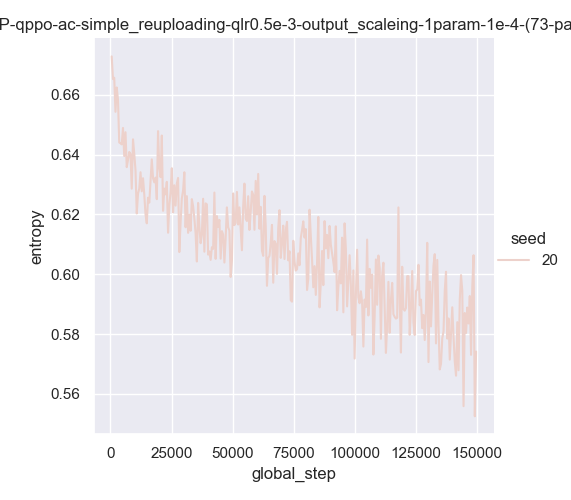 P-qppo-ac-simple_reuploading-qlr0.5e-3-output_scaleing-1param-1e-4-(73-pa
0.66
0.64
0.62
0.60
0.58
0.56
entropy
0 25000 50000 75000 100000 125000 150000
global_step
seed
20